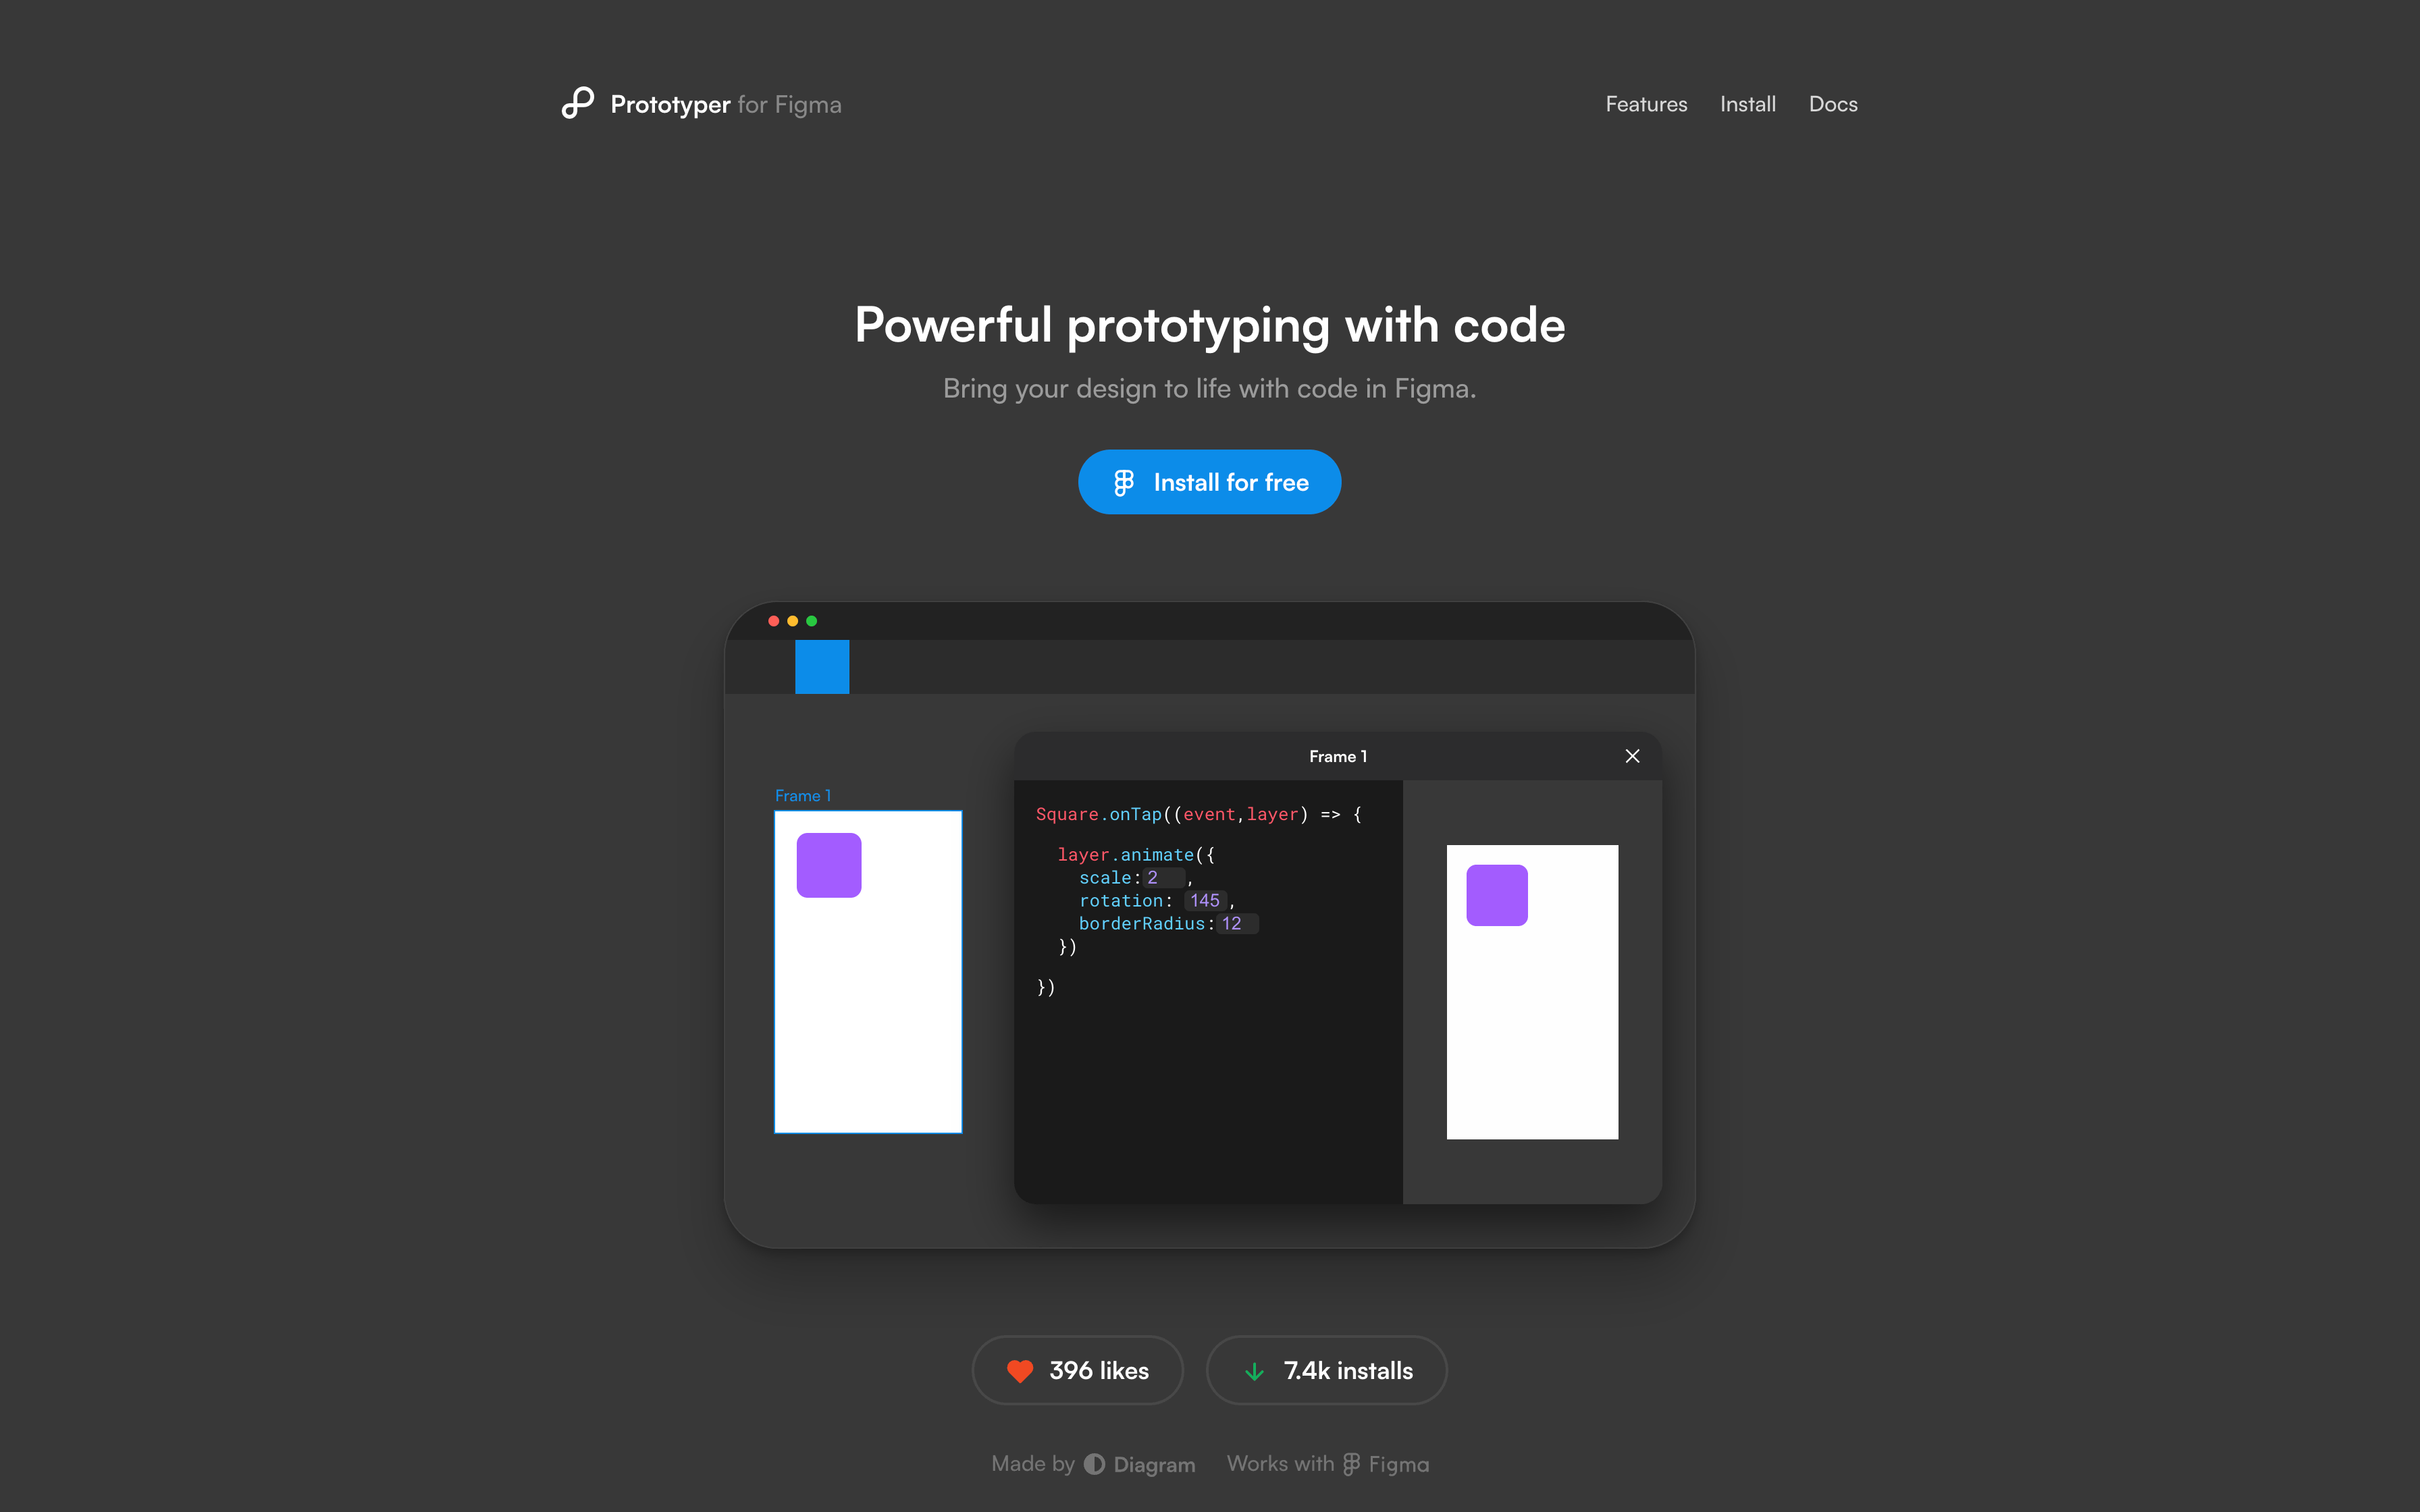 Prototyper for Figma
Features Install Docs
Powerful prototyping with code
Bring your design to life with code in Figma.
Install for free
Frame 1
Frame 1
Square.onTap((event,layer) => {
layer.animate({
scale:2,
rotation: 145,
borderRadius:12
})
})
396 likes
7.4k installs
Made by Diagram
Works with Figma